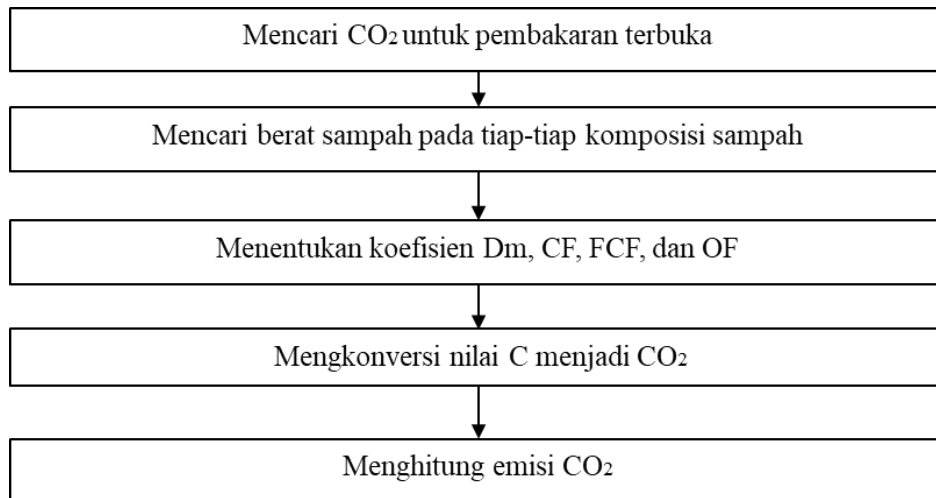 Mencari CO₂ untuk pembakaran terbuka
Mencari berat sampah pada tiap-tiap komposisi sampah
Menentukan koefisien Dm, CF, FCF, dan OF
Mengkonversi nilai C menjadi CO₂
Menghitung emisi CO₂